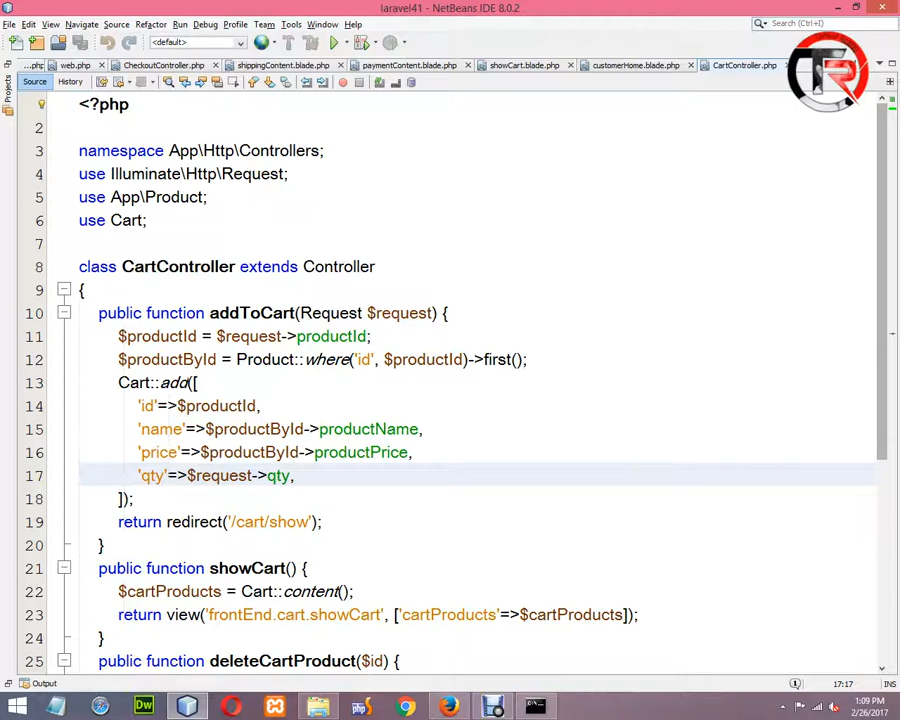 laravel41 - NetBeans IDE 8.0.2
File Edit View Navigate Source Refactor Run Debug Profile Team Tools Window Help
Search (Ctrl+I)
<default>
...php web.php CheckoutController.php shippingContent.blade.php paymentContent.blade.php showCart.blade.php customerHome.blade.php CartController.php
Source History
Projects
<?php
2
3 namespace App\Http\Controllers;
4 use Illuminate\Http\Request;
5 use App\Product;
6 use Cart;
7
8 class CartController extends Controller
9 {
10 public function addToCart(Request $request) {
11 $productId = $request->productId;
12 $productById = Product::where('id', $productId)->first();
13 Cart::add([
14 'id'=>$productId,
15 'name'=>$productById->productName,
16 'price'=>$productById->productPrice,
17 'qty'=>$request->qty,
18 ]);
19 return redirect('/cart/show');
20 }
21 public function showCart() {
22 $cartProducts = Cart::content();
23 return view('frontEnd.cart.showCart', ['cartProducts'=>$cartProducts]);
24 }
25 public function deleteCartProduct($id) {
Output
17:17 INS
Dw
1:09 PM
2/26/2017
TR